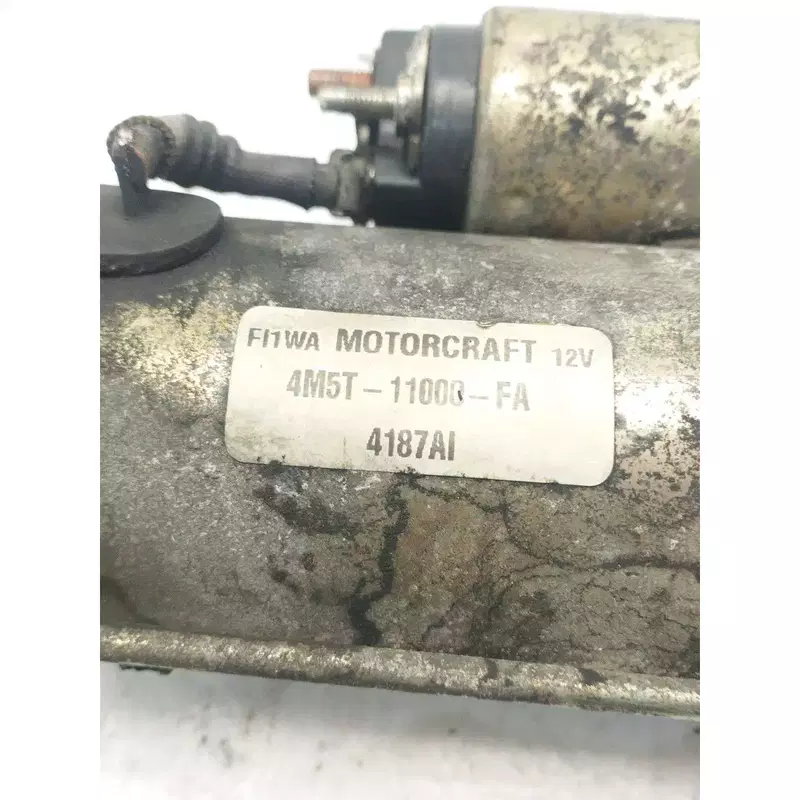 FI1WA MOTORCRAFT 12V
4M5T-11000-FA
4187AI